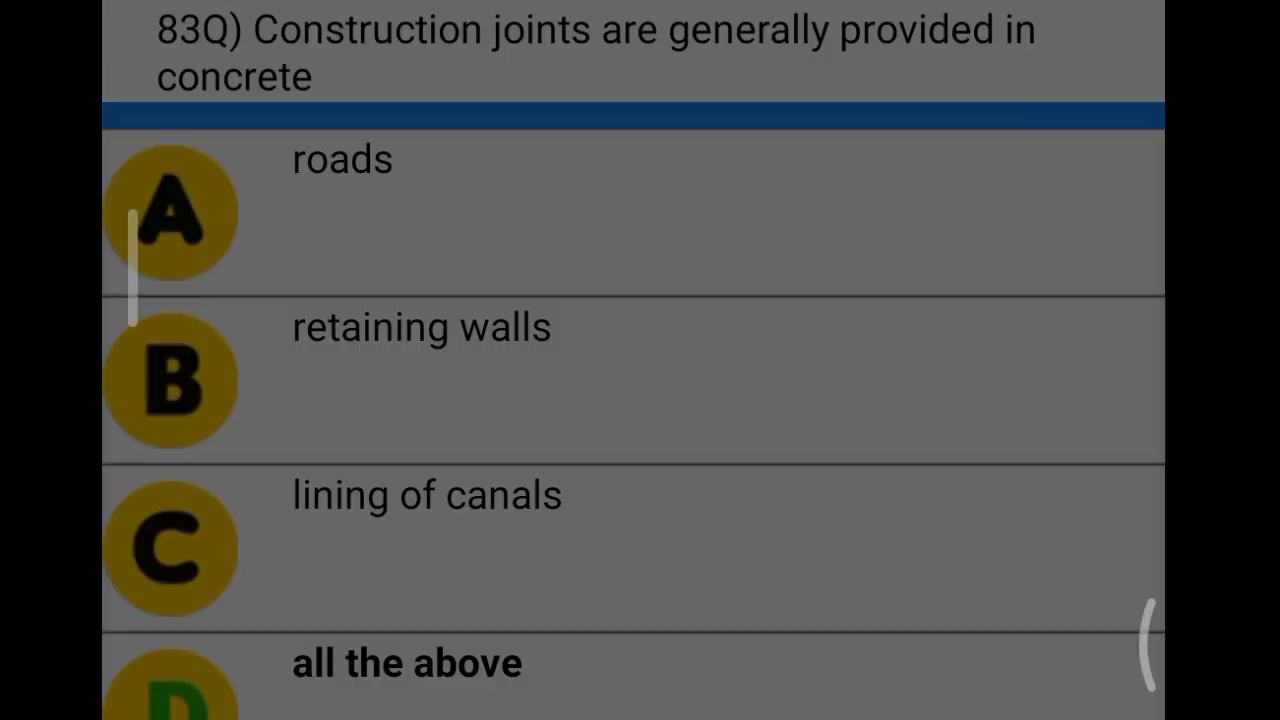 83Q) Construction joints are generally provided in
concrete
A
roads
B
retaining walls
C
lining of canals
D
all the above